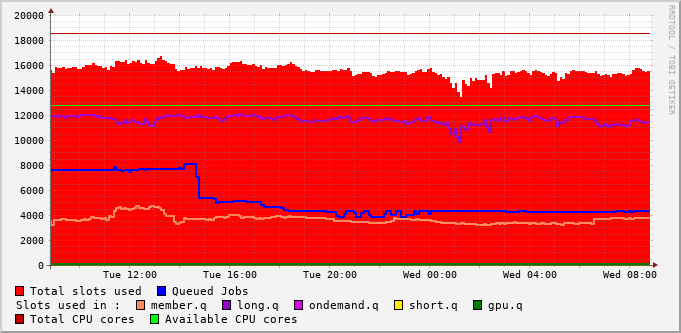 20000
18000
16000
14000
12000
10000
8000
6000
4000
2000
0
Tue 12:00 Tue 16:00 Tue 20:00 Wed 00:00 Wed 04:00 Wed 08:00
RRDTOOL / TOBI OETIKER
Total slots used Queued Jobs
Slots used in : member.q long.q ondemand.q short.q gpu.q
Total CPU cores Available CPU cores